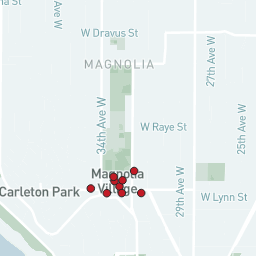 W Dravus St
Ave W
MAGNOLIA
27th Ave W
34th Ave W
W Raye St
25th Ave W
Magnolia
Village
Carleton Park
W Lynn St
29th Ave W